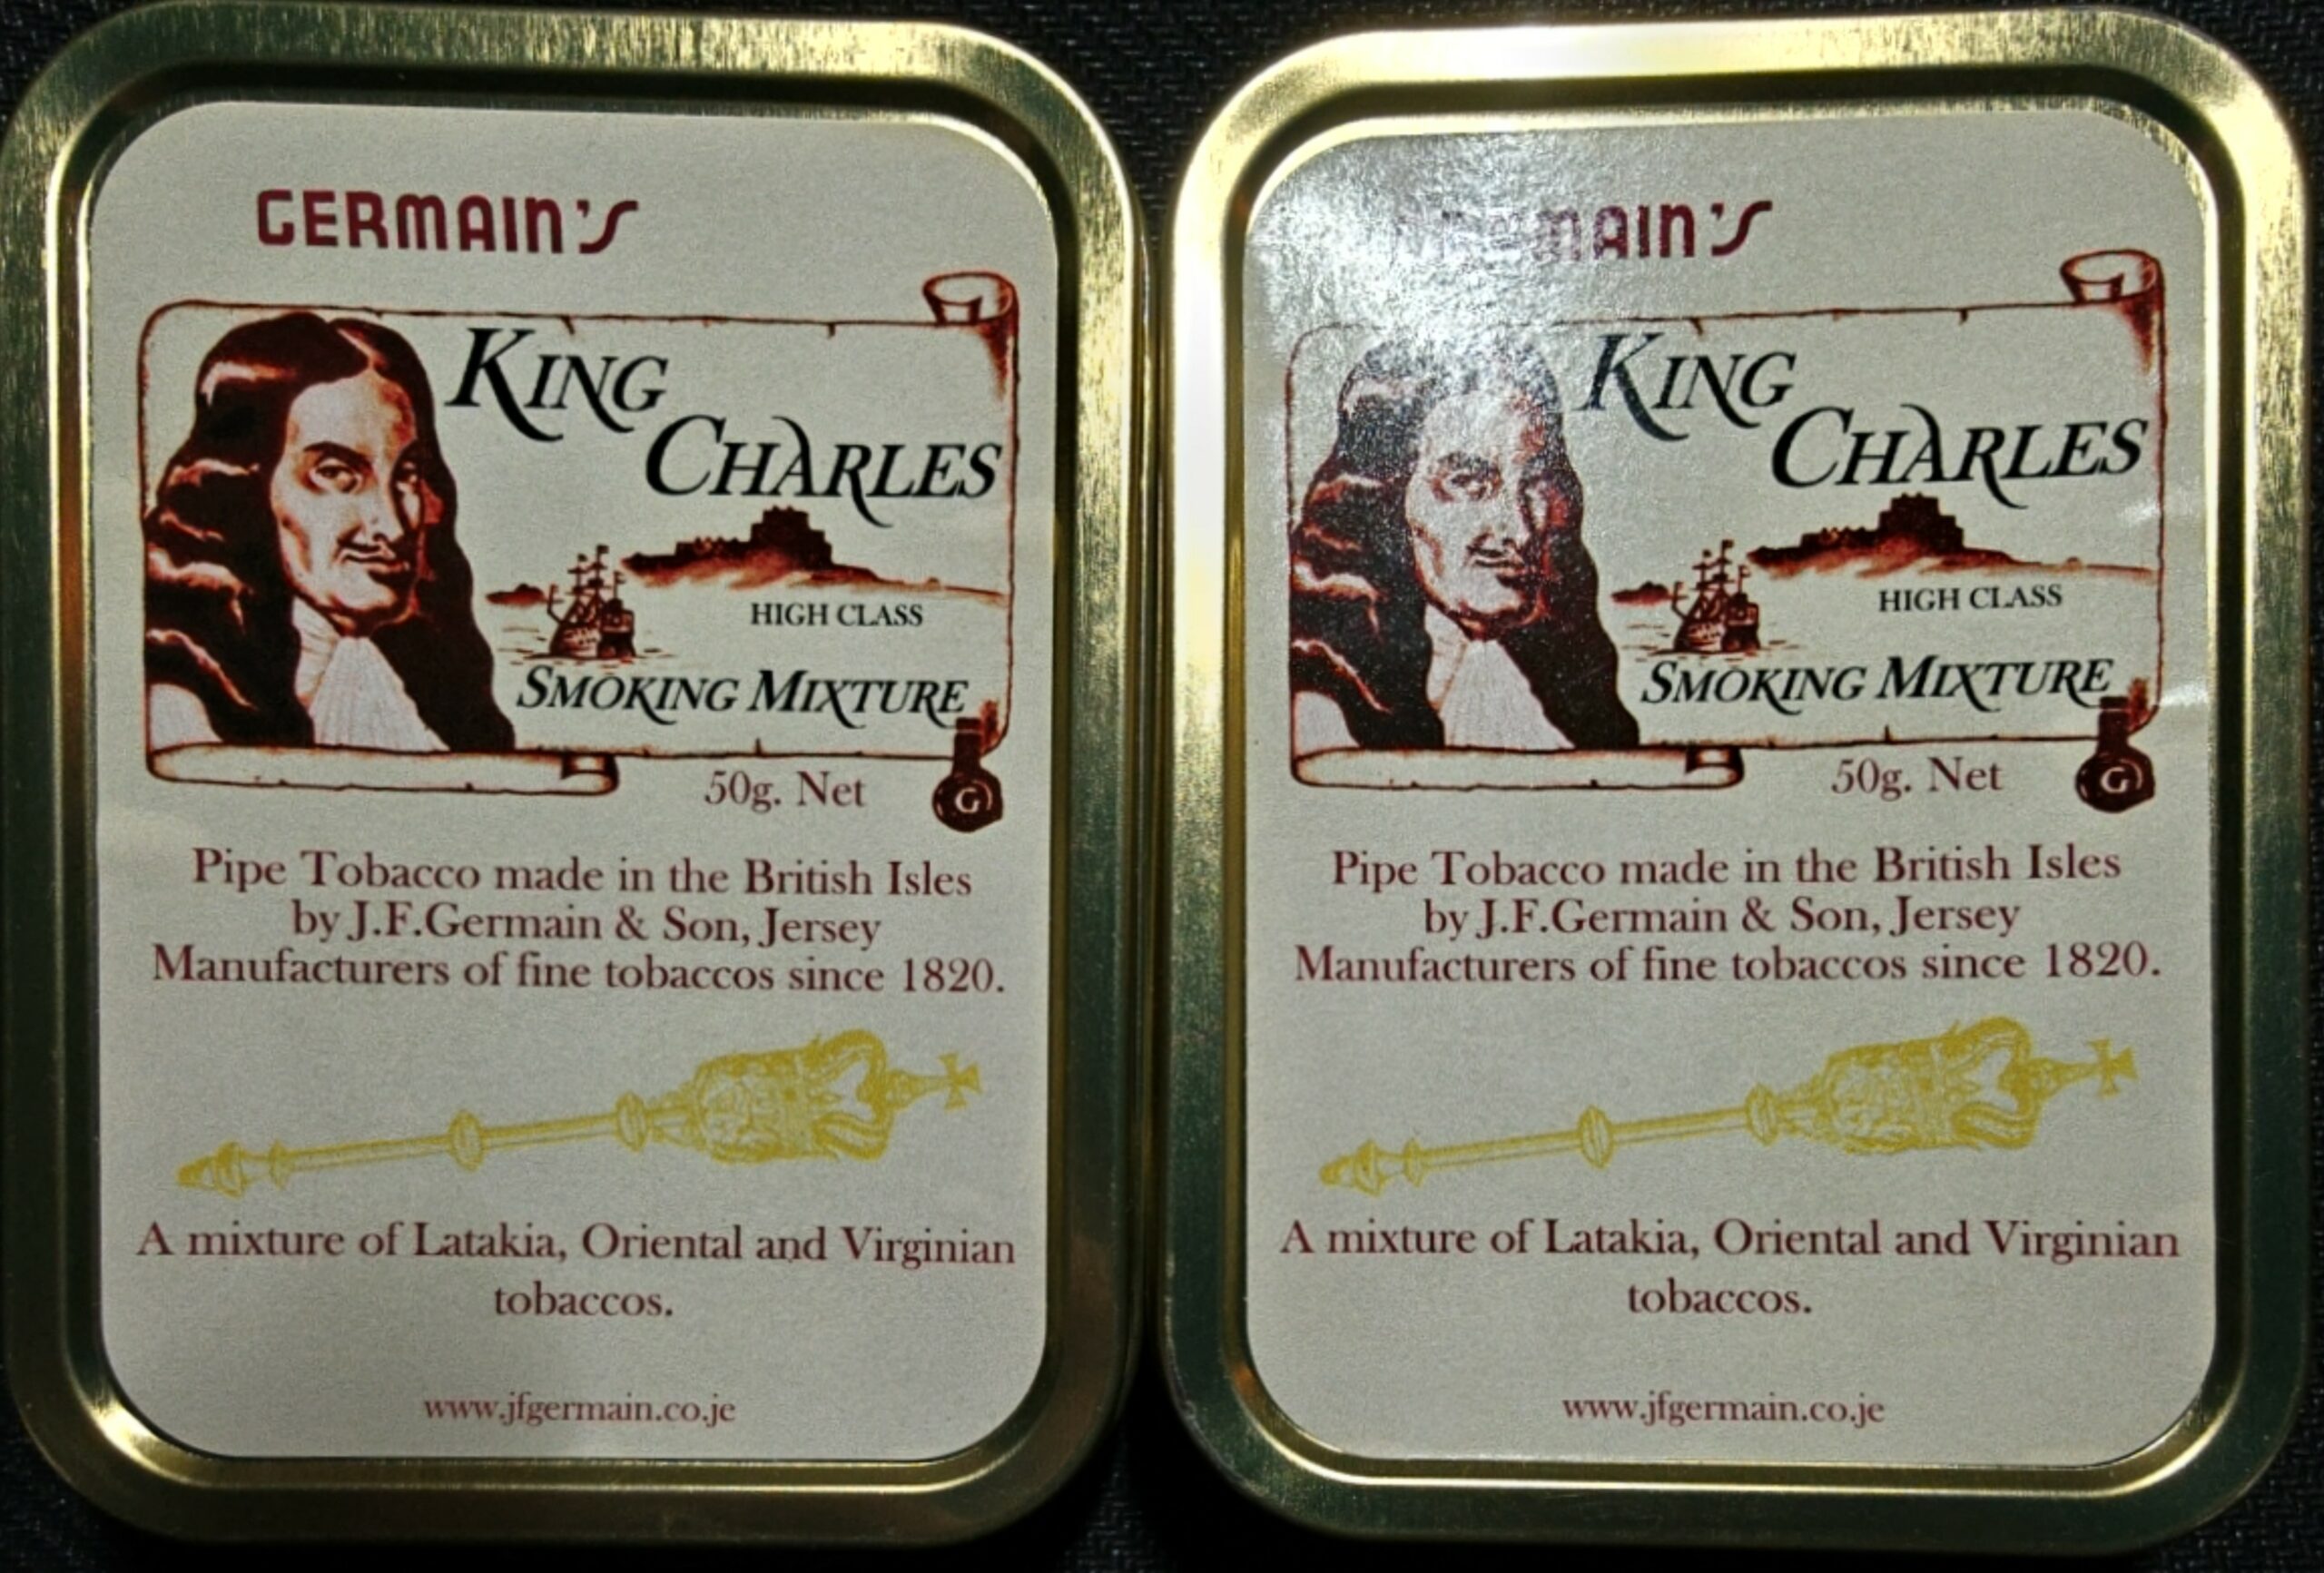 GERMAIN'S
KING
CHARLES
HIGH CLASS
SMOKING MIXTURE
50g. Net
G
Pipe Tobacco made in the British Isles
by J.F.Germain & Son, Jersey
Manufacturers of fine tobaccos since 1820.
A mixture of Latakia, Oriental and Virginian
tobaccos.
www.jfgermain.co.je
GERMAIN'S
KING
CHARLES
HIGH CLASS
SMOKING MIXTURE
50g. Net
G
Pipe Tobacco made in the British Isles
by J.F.Germain & Son, Jersey
Manufacturers of fine tobaccos since 1820.
A mixture of Latakia, Oriental and Virginian
tobaccos.
www.jfgermain.co.je